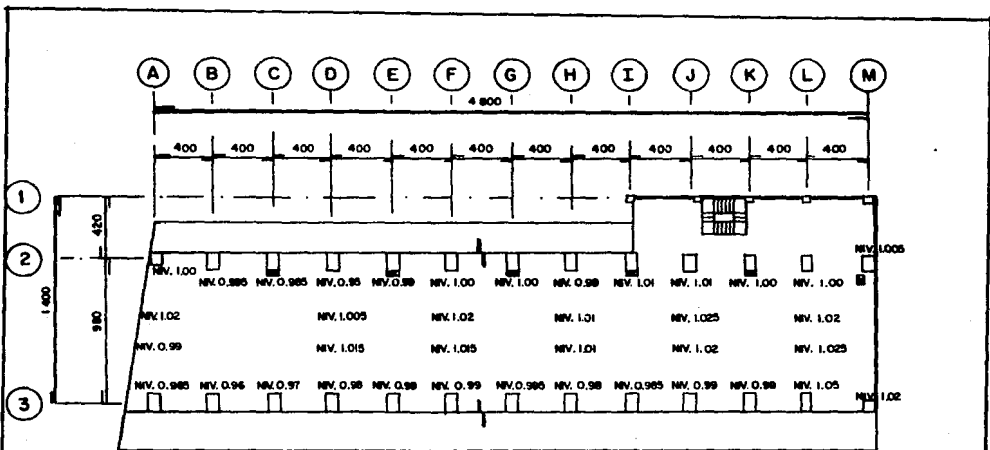 A B C D E F G H I J K L M
4 800
400 400 400 400 400 400 400 400 400 400 400 400
1
420
NIV. 1.005
2
NIV. 1.00 NIV. 0.985 NIV. 0.95 NIV. 0.99 NIV. 1.00 NIV. 1.00 NIV. 0.99 NIV. 1.01 NIV. 1.01 NIV. 1.00 NIV. 1.00
1 400
980
NIV. 1.02 NIV. 1.005 NIV. 1.02 NIV. 1.01 NIV. 1.025 NIV. 1.02
NIV. 0.99 NIV. 1.015 NIV. 1.015 NIV. 1.01 NIV. 1.02 NIV. 1.025
NIV. 0.985 NIV. 0.96 NIV. 0.97 NIV. 0.98 NIV. 0.99 NIV. 0.99 NIV. 0.985 NIV. 0.98 NIV. 0.985 NIV. 0.99 NIV. 0.98 NIV. 1.05
NIV. 1.02
3